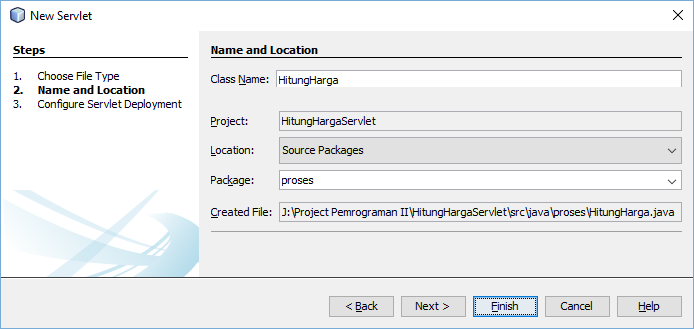 New Servlet
Steps
1. Choose File Type
2. Name and Location
3. Configure Servlet Deployment
Name and Location
Class Name: HitungHarga
Project: HitungHargaServlet
Location: Source Packages
Package: proses
Created File: J:\Project Pemrograman II\HitungHargaServlet\src\java\proses\HitungHarga.java
< Back Next > Finish Cancel Help